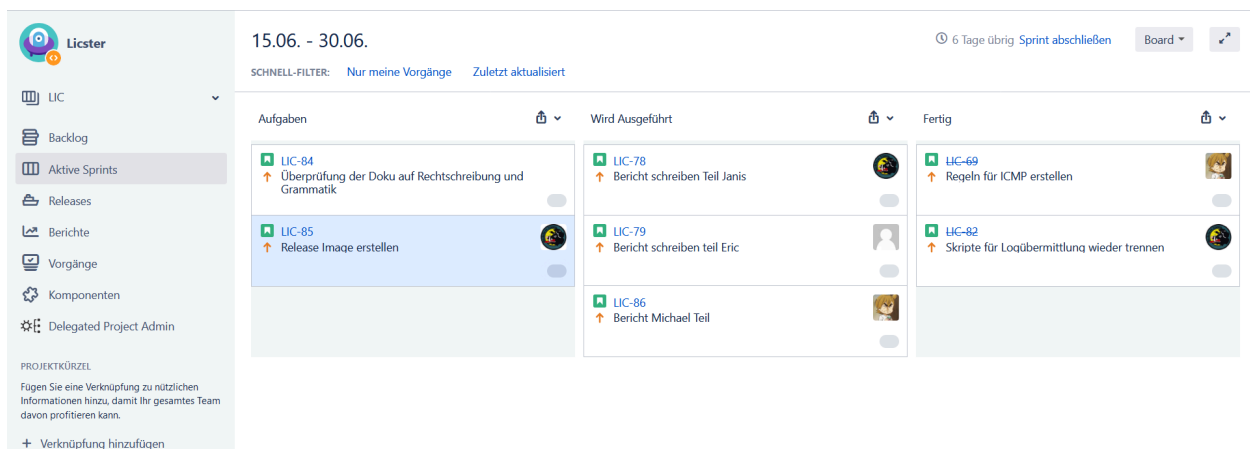 Licster
LIC
Backlog
Aktive Sprints
Releases
Berichte
Vorgänge
Komponenten
Delegated Project Admin
PROJEKTKÜRZEL
Fügen Sie eine Verknüpfung zu nützlichen
Informationen hinzu, damit Ihr gesamtes Team
davon profitieren kann.
+ Verknüpfung hinzufügen
15.06. - 30.06.
6 Tage übrig Sprint abschließen Board
SCHNELL-FILTER: Nur meine Vorgänge Zuletzt aktualisiert
Aufgaben
LIC-84
Überprüfung der Doku auf Rechtschreibung und
Grammatik
LIC-85
Release Image erstellen
Wird Ausgeführt
LIC-78
Bericht schreiben Teil Janis
LIC-79
Bericht schreiben teil Eric
LIC-86
Bericht Michael Teil
Fertig
LIC-69
Regeln für ICMP erstellen
LIC-82
Skripte für Logübermittlung wieder trennen